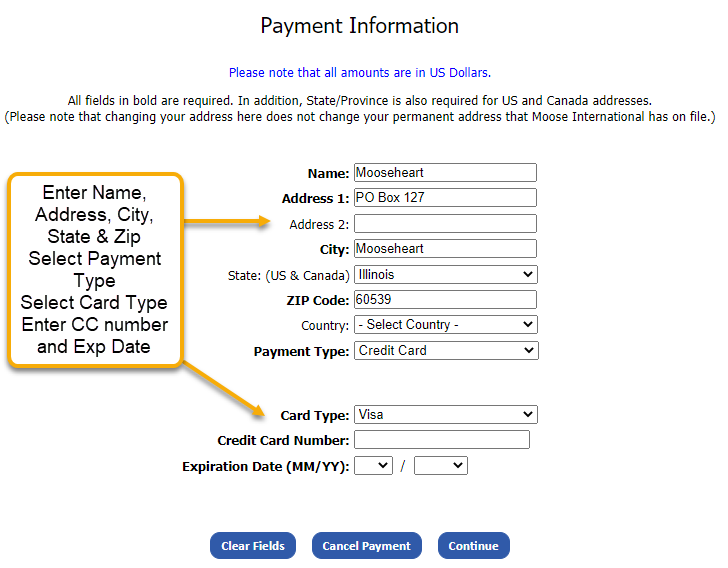 Payment Information
Please note that all amounts are in US Dollars.
All fields in bold are required. In addition, State/Province is also required for US and Canada addresses.
(Please note that changing your address here does not change your permanent address that Moose International has on file.)
Enter Name,
Address, City,
State & Zip
Select Payment
Type
Select Card Type
Enter CC number
and Exp Date
Name: Mooseheart
Address 1: PO Box 127
Address 2:
City: Mooseheart
State: (US & Canada) Illinois
ZIP Code: 60539
Country: - Select Country -
Payment Type: Credit Card
Card Type: Visa
Credit Card Number:
Expiration Date (MM/YY): /
Clear Fields Cancel Payment Continue